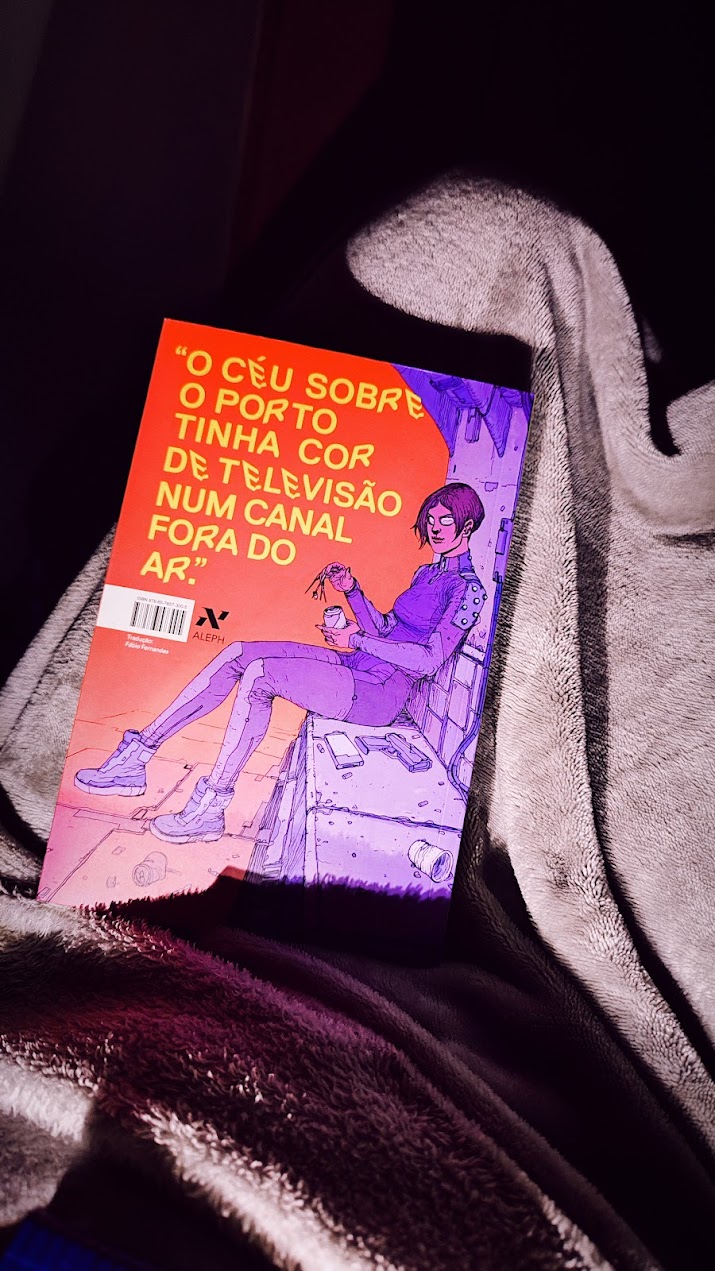 “O CÉU SOBRE
O PORTO
TINHA COR
DE TELEVISÃO
NUM CANAL
FORA DO
AR.”
ALEPH
Tradução:
Fábio Fernandes